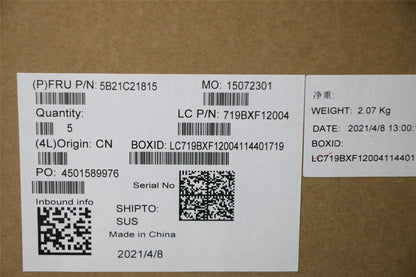 (P)FRU P/N: 5B21C21815
MO: 15072301
Quantity:
5
LC P/N: 719BXF12004
(4L)Origin: CN
BOXID: LC719BXF12004114401719
PO: 4501589976
Serial No
Inbound info
SHIPTO:
SUS
Made in China
2021/4/8
净重:
WEIGHT: 2.07 Kg
DATE: 2021/4/8 13:00:
BOXID:
LC719BXF12004114401719